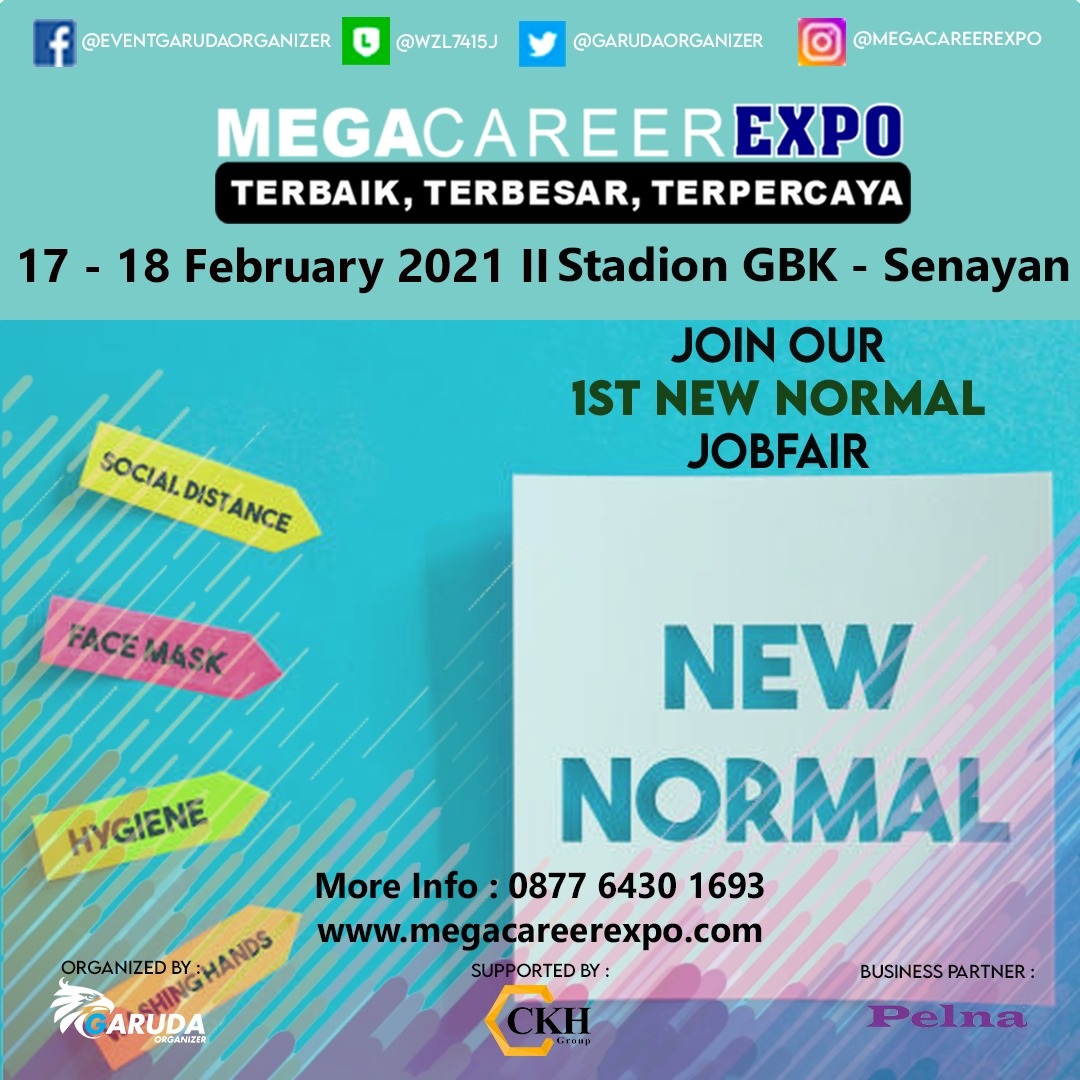 @EVENTGARUDAORGANIZER @WZL7415J @GARUDAORGANIZER @MEGACAREEREXPO
MEGACAREEREXPO
TERBAIK, TERBESAR, TERPERCAYA
17 - 18 February 2021 II Stadion GBK - Senayan
JOIN OUR
1ST NEW NORMAL
JOBFAIR
SOCIAL DISTANCE
FACE MASK
HYGIENE
WASHING HANDS
NEW
NORMAL
More Info : 0877 6430 1693
www.megacareerexpo.com
ORGANIZED BY :
GARUDA
ORGANIZER
SUPPORTED BY :
CKH
Group
BUSINESS PARTNER :
Pelna